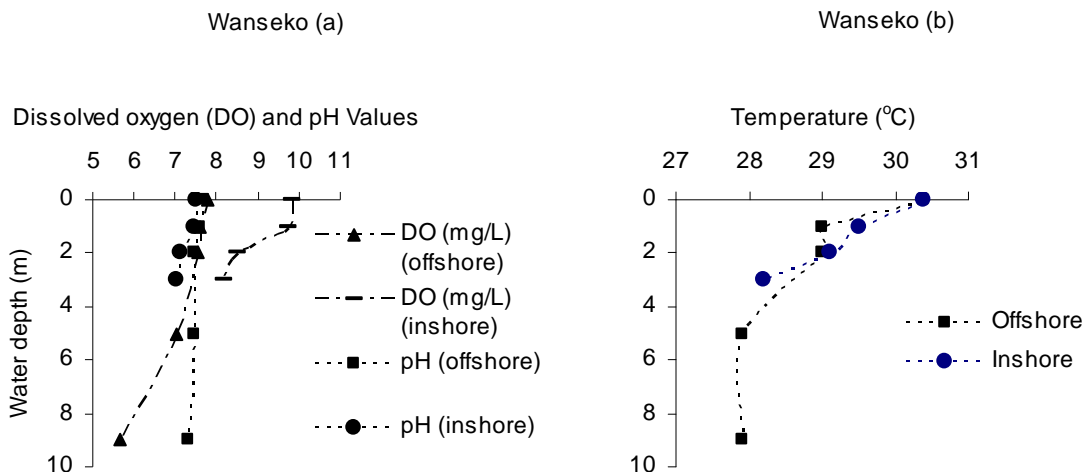 Wanseko (a)
Dissolved oxygen (DO) and pH Values
5 6 7 8 9 10 11
0
2
4
6
8
10
Water depth (m)
DO (mg/L)
(offshore)
DO (mg/L)
(inshore)
pH (offshore)
pH (inshore)
Wanseko (b)
Temperature (°C)
27 28 29 30 31
0
2
4
6
8
10
Offshore
Inshore